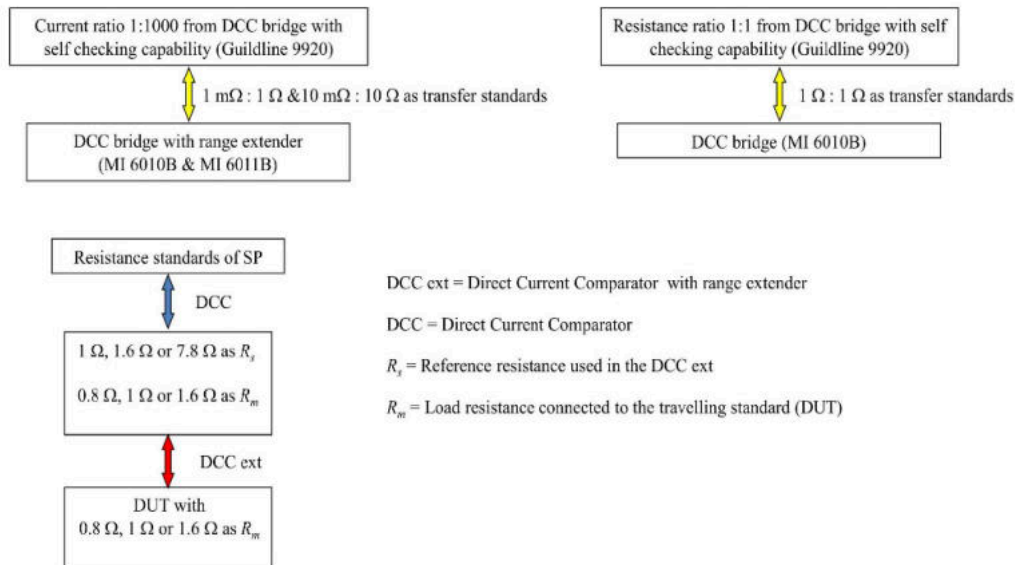 Current ratio 1:1000 from DCC bridge with
self checking capability (Guildline 9920)
1 mΩ : 1 Ω &10 mΩ : 10 Ω as transfer standards
DCC bridge with range extender
(MI 6010B & MI 6011B)
Resistance ratio 1:1 from DCC bridge with self
checking capability (Guildline 9920)
1 Ω : 1 Ω as transfer standards
DCC bridge (MI 6010B)
Resistance standards of SP
DCC
1 Ω, 1.6 Ω or 7.8 Ω as Rs
0.8 Ω, 1 Ω or 1.6 Ω as Rm
DCC ext
DUT with
0.8 Ω, 1 Ω or 1.6 Ω as Rm
DCC ext = Direct Current Comparator with range extender
DCC = Direct Current Comparator
Rs = Reference resistance used in the DCC ext
Rm = Load resistance connected to the travelling standard (DUT)